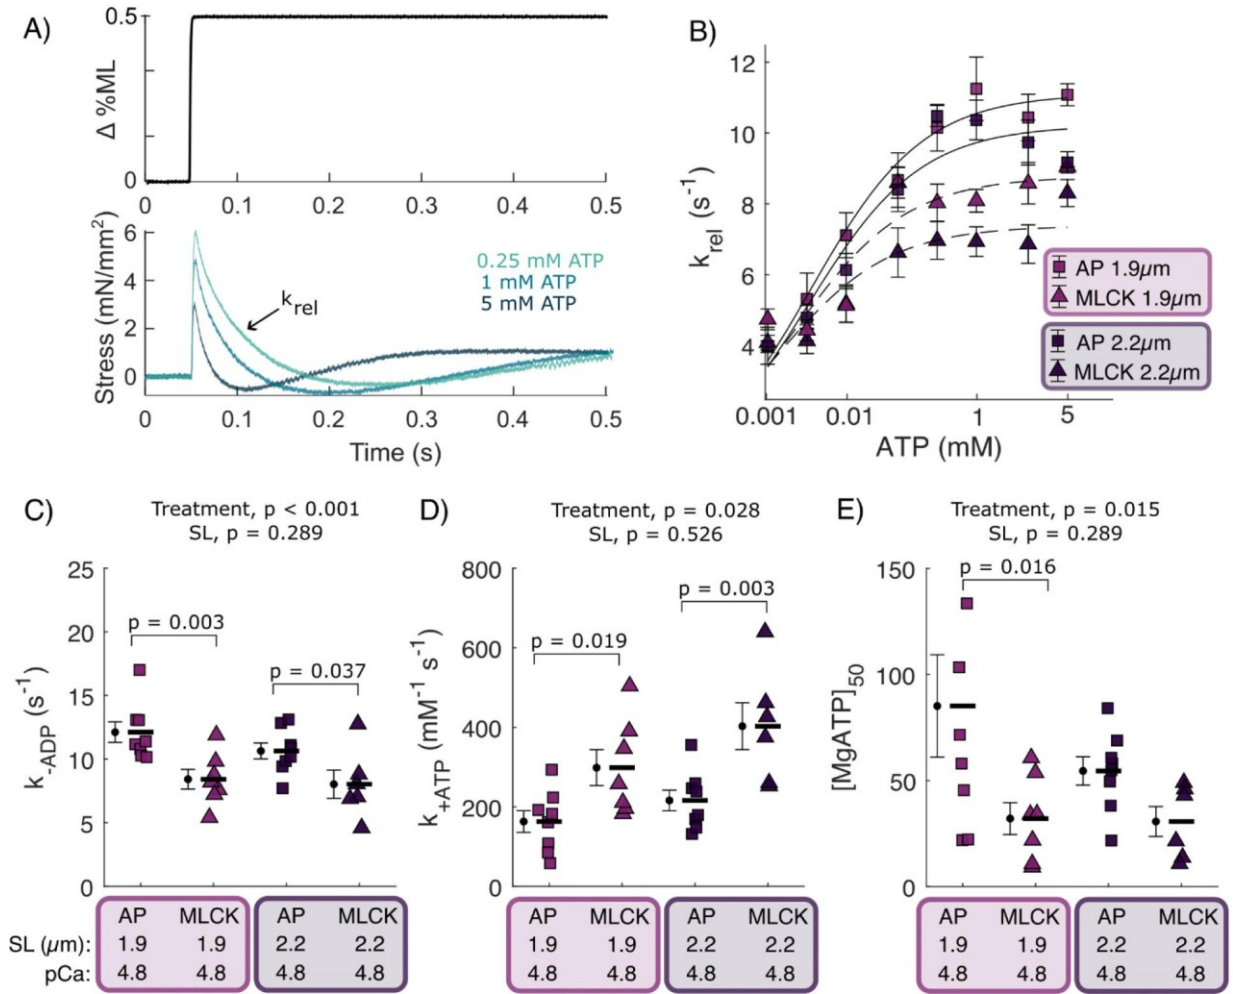 A)
Δ %ML
0.5
0
0 0.1 0.2 0.3 0.4 0.5
Stress (mN/mm²)
6
4
2
0
0.25 mM ATP
1 mM ATP
5 mM ATP
k_rel
0 0.1 0.2 0.3 0.4 0.5
Time (s)
B)
k_rel (s⁻¹)
12
10
8
6
4
0.001 0.01 1 5
ATP (mM)
AP 1.9µm
MLCK 1.9µm
AP 2.2µm
MLCK 2.2µm
C)
Treatment, p < 0.001
SL, p = 0.289
k_-ADP (s⁻¹)
25
20
15
10
5
0
p = 0.003
p = 0.037
AP MLCK AP MLCK
SL (µm): 1.9 1.9 2.2 2.2
pCa: 4.8 4.8 4.8 4.8
D)
Treatment, p = 0.028
SL, p = 0.526
k_+ATP (mM⁻¹ s⁻¹)
800
600
400
200
0
p = 0.019
p = 0.003
AP MLCK AP MLCK
1.9 1.9 2.2 2.2
4.8 4.8 4.8 4.8
E)
Treatment, p = 0.015
SL, p = 0.289
[MgATP]₅₀
150
100
50
0
p = 0.016
AP MLCK AP MLCK
1.9 1.9 2.2 2.2
4.8 4.8 4.8 4.8